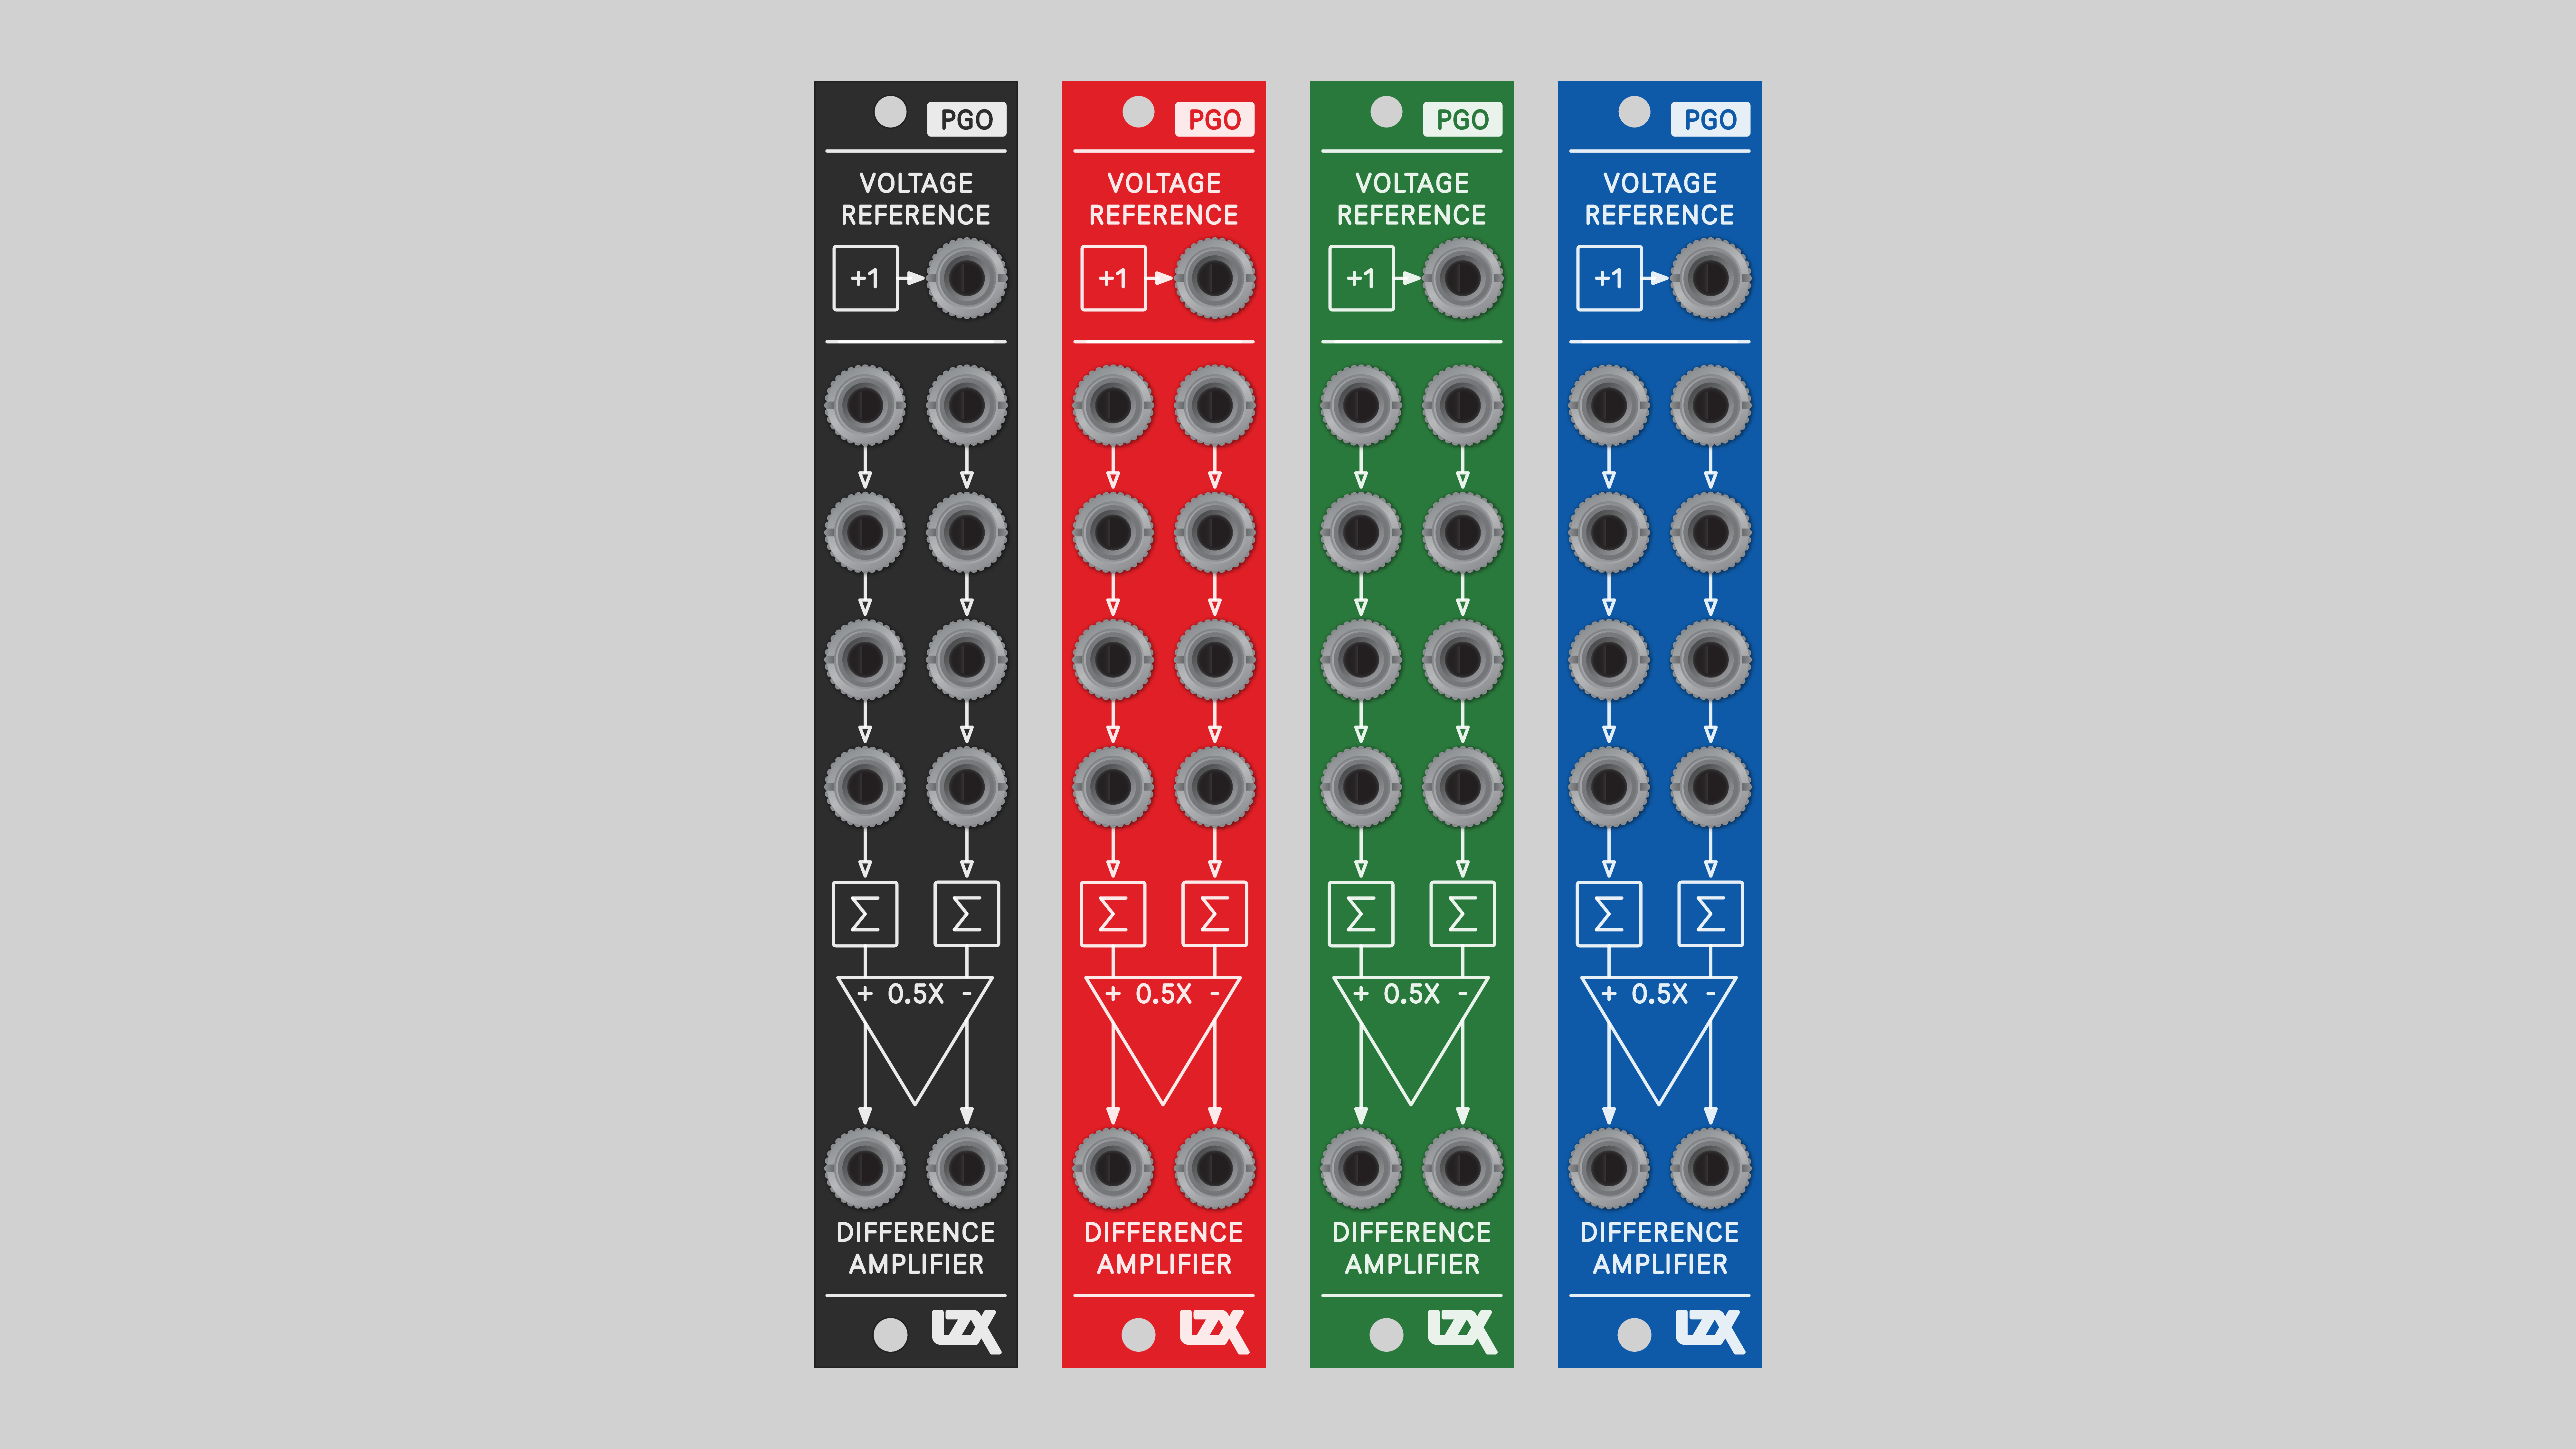 PGO
VOLTAGE
REFERENCE
+1
Σ Σ
+ 0.5X -
DIFFERENCE
AMPLIFIER
LZX
PGO
VOLTAGE
REFERENCE
+1
Σ Σ
+ 0.5X -
DIFFERENCE
AMPLIFIER
LZX
PGO
VOLTAGE
REFERENCE
+1
Σ Σ
+ 0.5X -
DIFFERENCE
AMPLIFIER
LZX
PGO
VOLTAGE
REFERENCE
+1
Σ Σ
+ 0.5X -
DIFFERENCE
AMPLIFIER
LZX